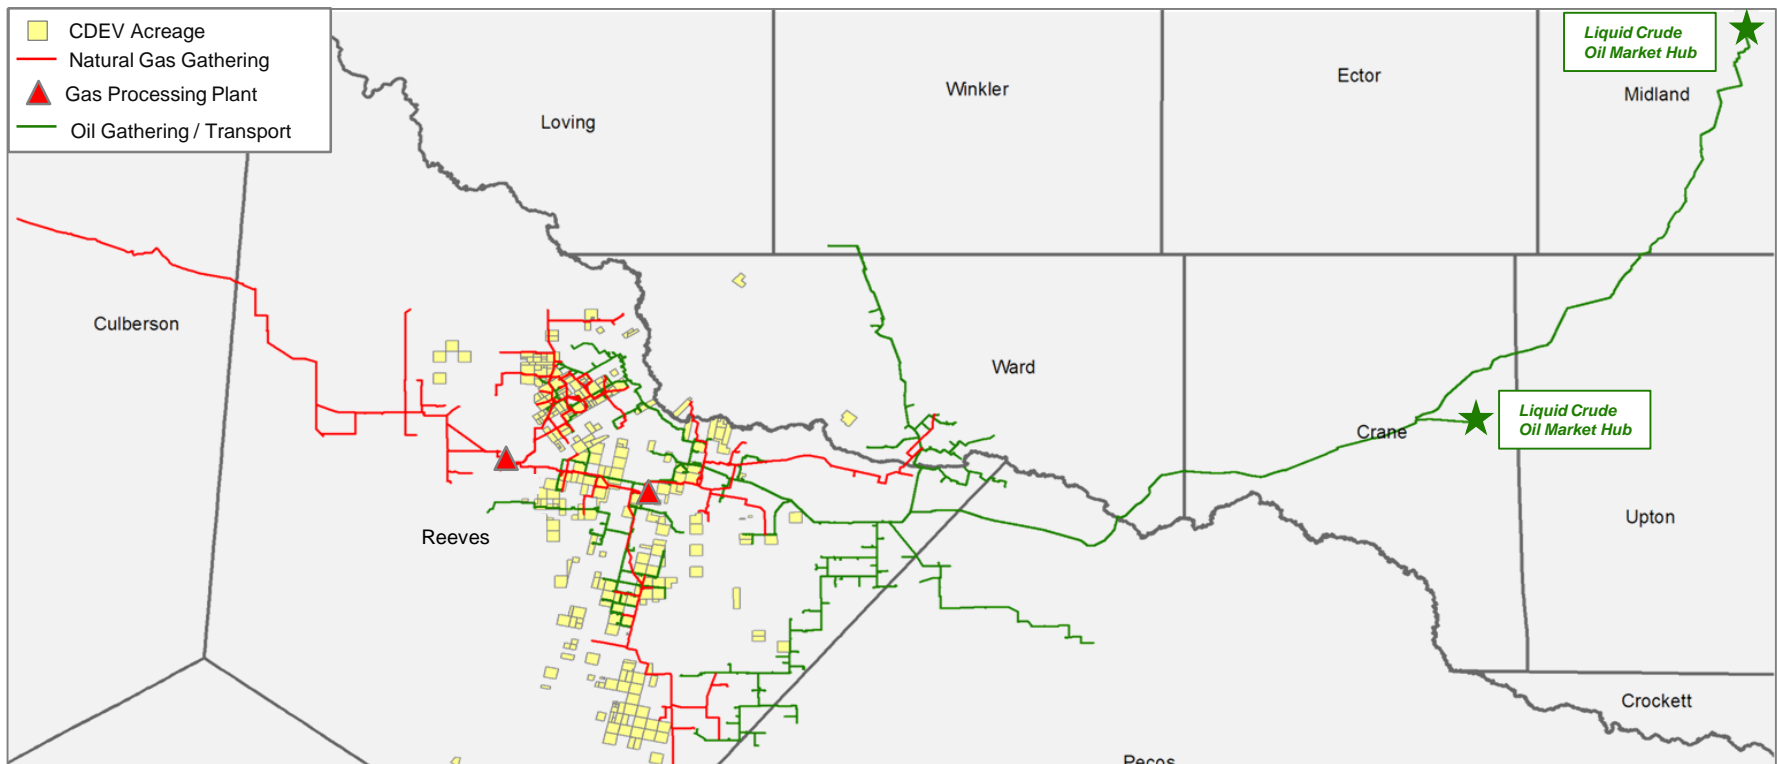 CDEV Acreage
Natural Gas Gathering
Gas Processing Plant
Oil Gathering / Transport
Liquid Crude
Oil Market Hub
Loving
Winkler
Ector
Midland
Culberson
Ward
Crane
Liquid Crude
Oil Market Hub
Reeves
Upton
Crockett
Pecos